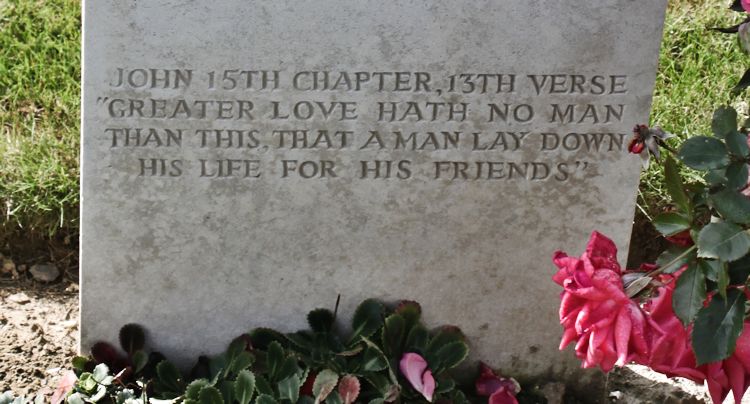 JOHN 15TH CHAPTER, 13TH VERSE
"GREATER LOVE HATH NO MAN
THAN THIS, THAT A MAN LAY DOWN
HIS LIFE FOR HIS FRIENDS"